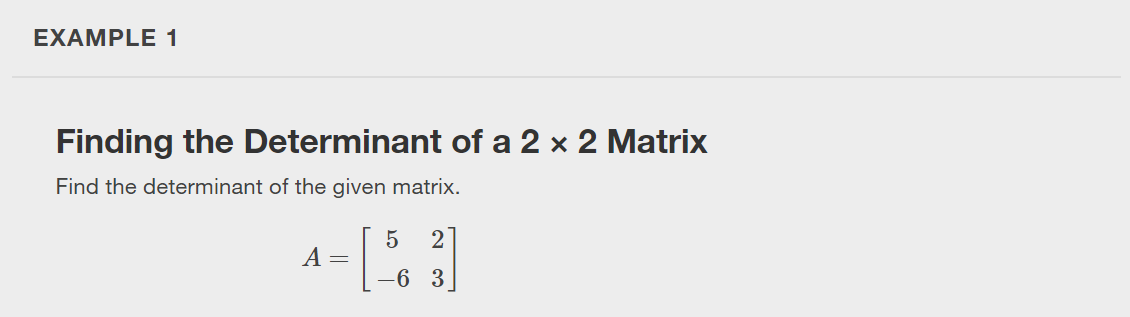 EXAMPLE 1
Finding the Determinant of a 2 × 2 Matrix
Find the determinant of the given matrix.
A = [ 5 2
−6 3 ]